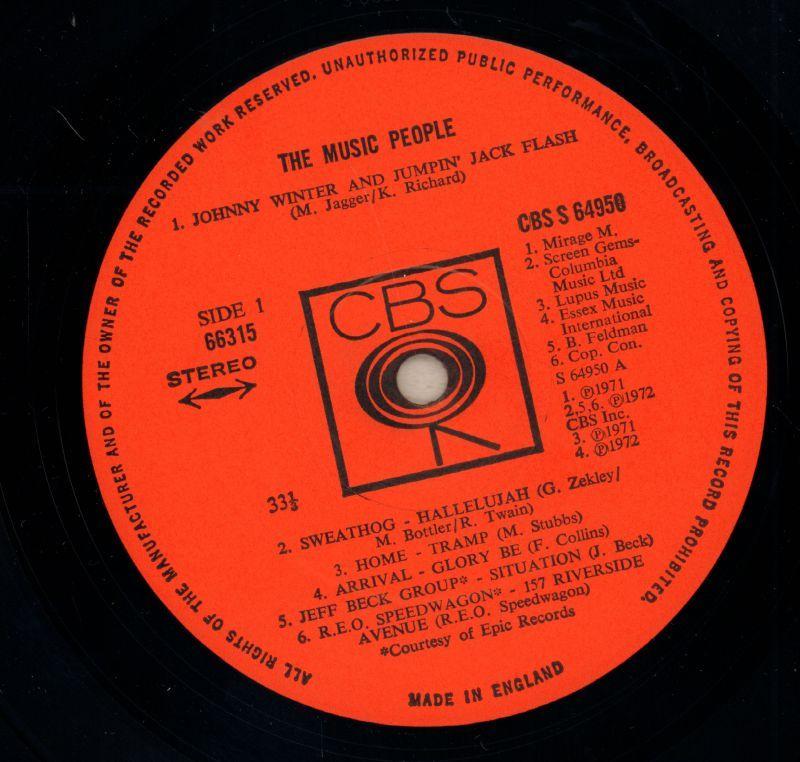 ALL RIGHTS OF THE MANUFACTURER AND OF THE OWNER OF THE RECORDED WORK RESERVED. UNAUTHORIZED PUBLIC PERFORMANCE, BROADCASTING AND COPYING OF THIS RECORD PROHIBITED.
THE MUSIC PEOPLE
1. JOHNNY WINTER AND JUMPIN' JACK FLASH
(M. Jagger/K. Richard)
SIDE 1
66315
STEREO
CBS
CBS S 64950
1. Mirage M.
2. Screen Gems-
Columbia
Music Ltd
3. Lupus Music
4. Essex Music
International
5. B. Feldman
6. Cop. Con.
S 64950 A
1. ℗1971
2,5,6. ℗1972
CBS Inc.
3. ℗1971
4. ℗1972
33⅓
2. SWEATHOG - HALLELUJAH (G. Zekley/
M. Bottler/R. Twain)
3. HOME - TRAMP (M. Stubbs)
4. ARRIVAL - GLORY BE (F. Collins)
5. JEFF BECK GROUP* - SITUATION (J. Beck)
6. R.E.O. SPEEDWAGON* - 157 RIVERSIDE
AVENUE (R.E.O. Speedwagon)
*Courtesy of Epic Records
MADE IN ENGLAND